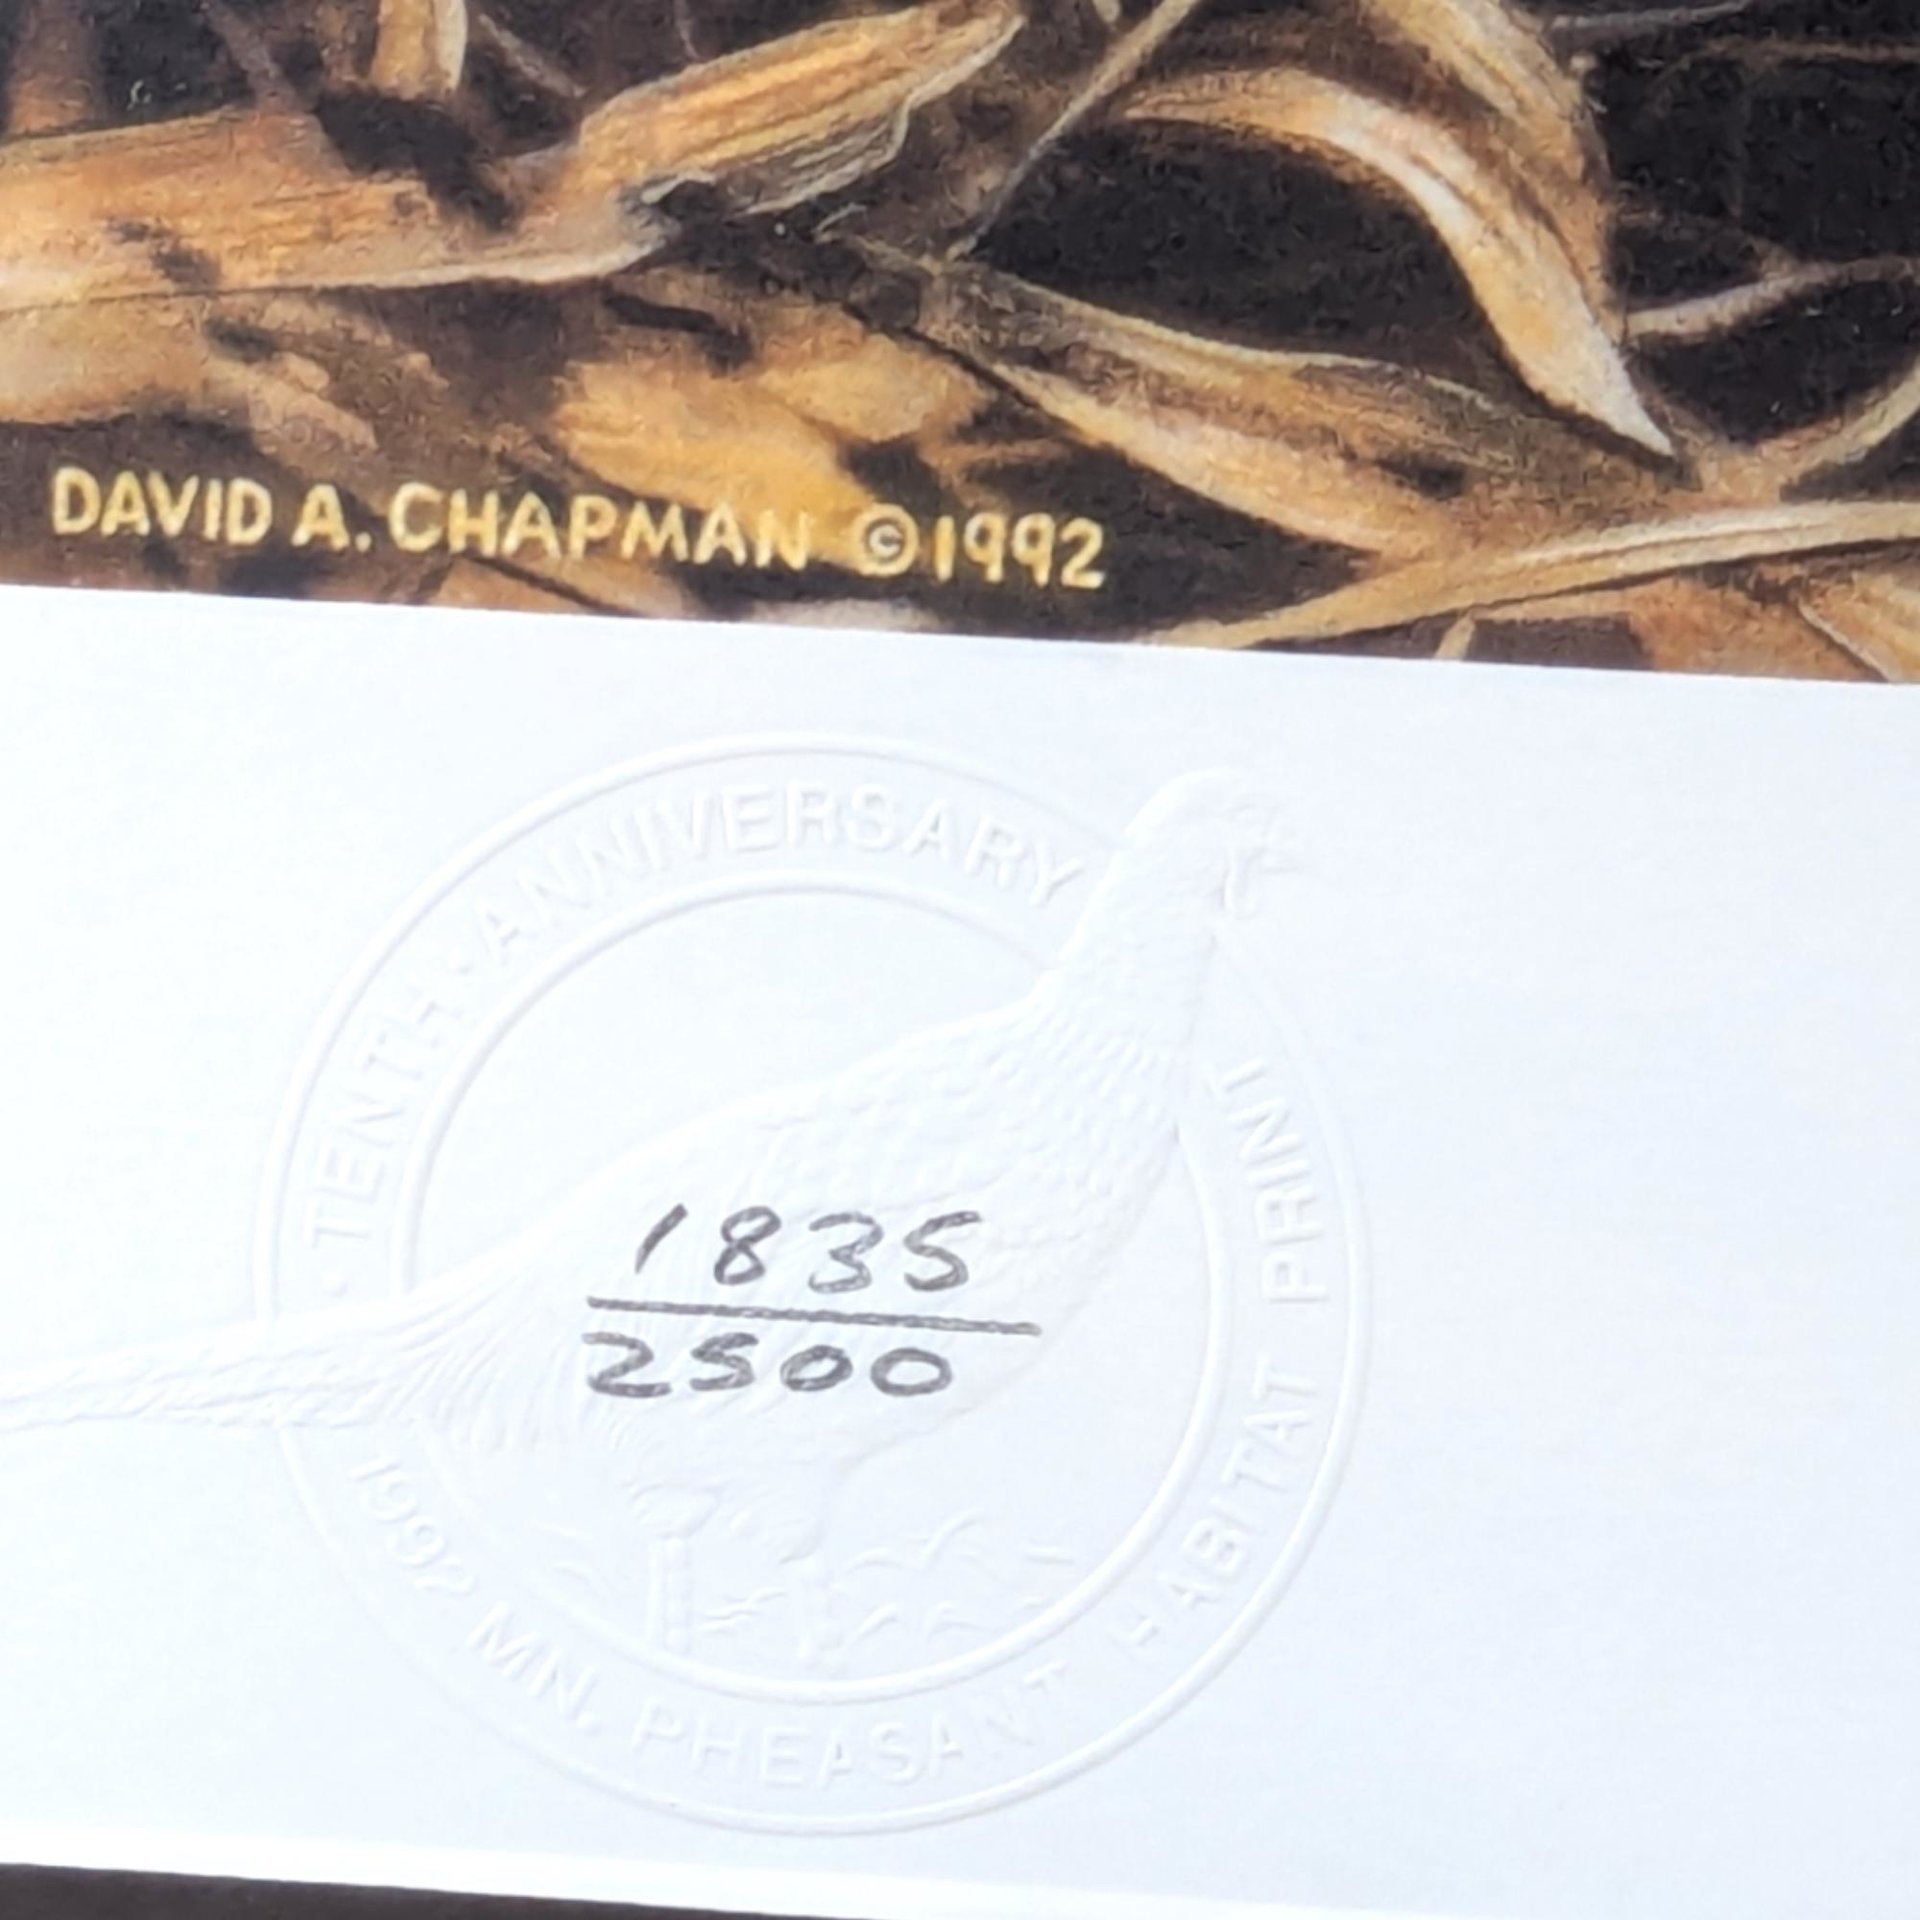 DAVID A. CHAPMAN ©1992
· TENTH · ANNIVERSARY
1835
2500
1992 MN. PHEASANT HABITAT PRINT